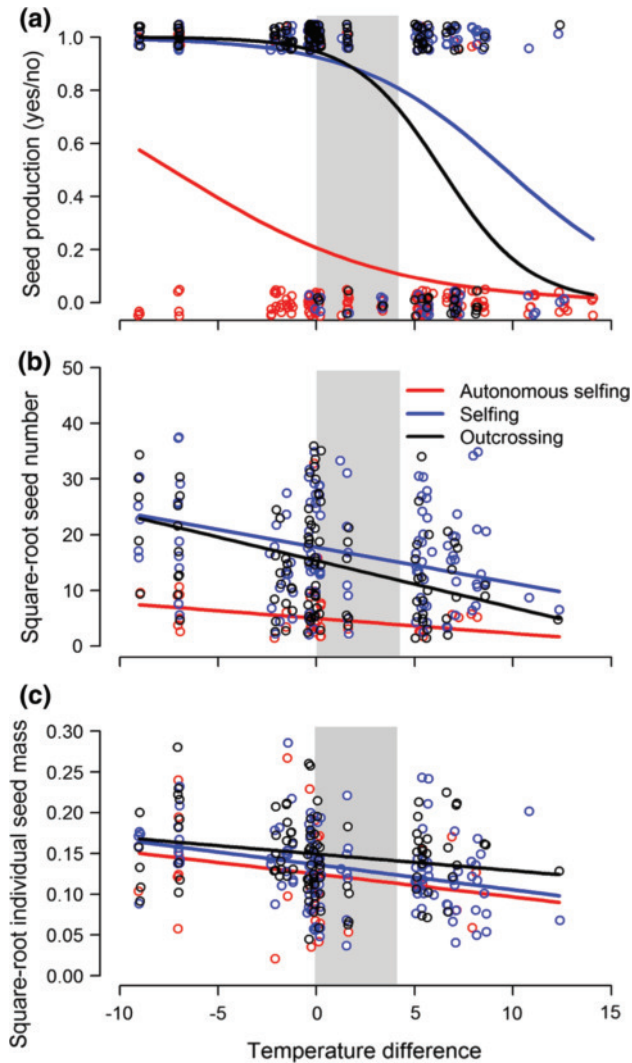 (a)
Seed production (yes/no)
1.0
0.8
0.6
0.4
0.2
0.0
(b)
Square-root seed number
50
40
30
20
10
0
Autonomous selfing
Selfing
Outcrossing
(c)
Square-root individual seed mass
0.30
0.25
0.20
0.15
0.10
0.05
0.00
-10
-5
0
5
10
15
Temperature difference